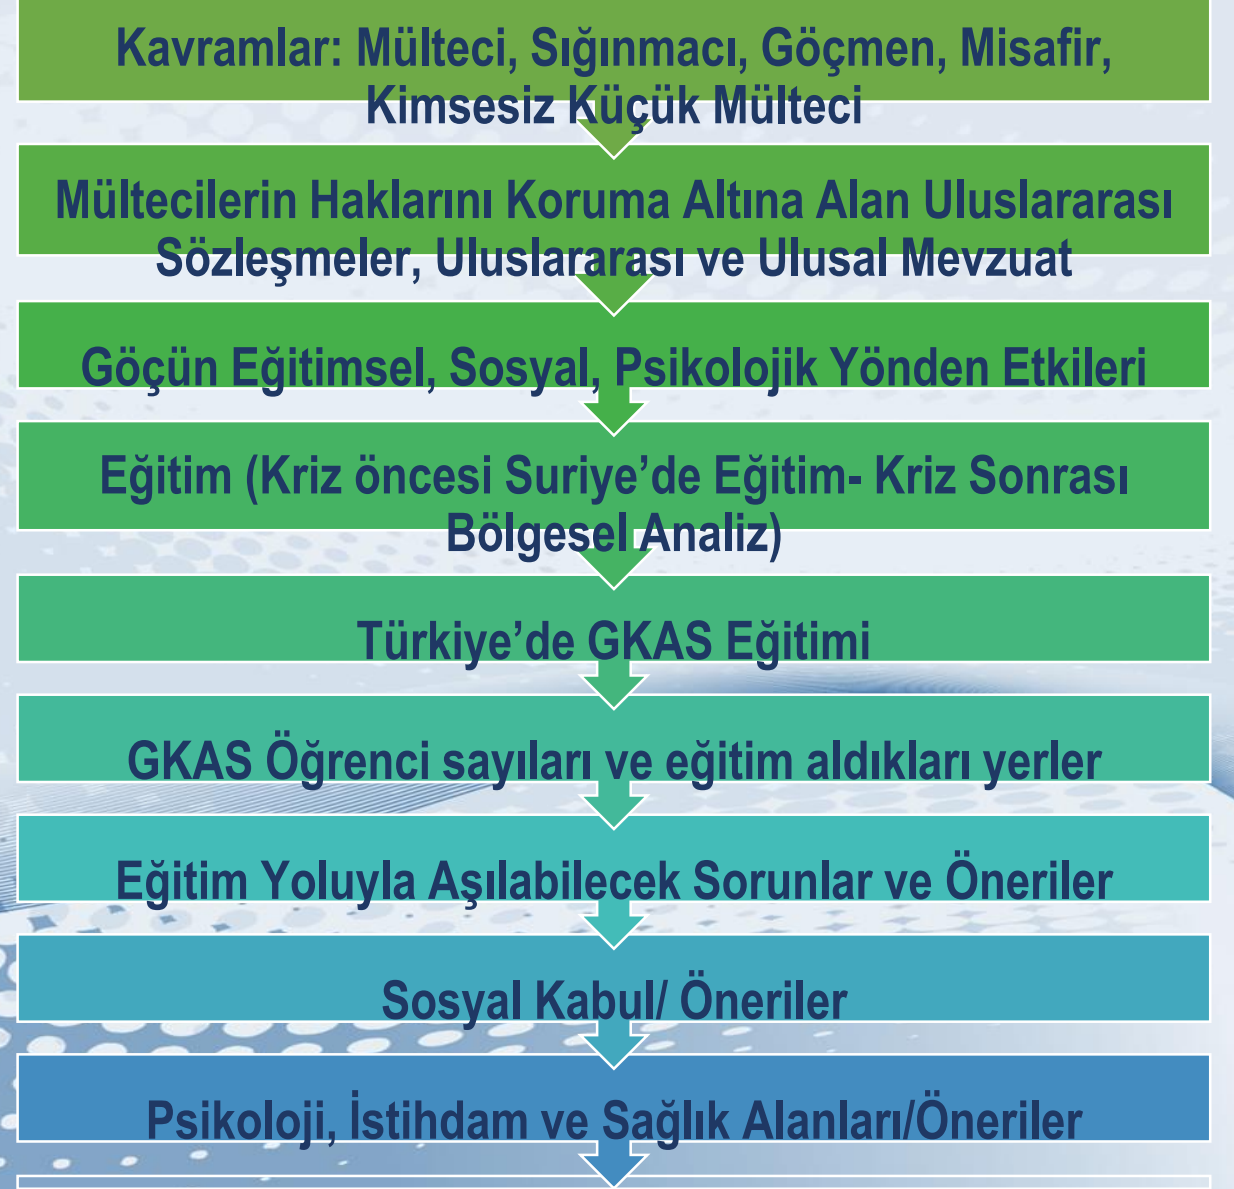 Kavramlar: Mülteci, Sığınmacı, Göçmen, Misafir,
Kimsesiz Küçük Mülteci
Mültecilerin Haklarını Koruma Altına Alan Uluslararası
Sözleşmeler, Uluslararası ve Ulusal Mevzuat
Göçün Eğitimsel, Sosyal, Psikolojik Yönden Etkileri
Eğitim (Kriz öncesi Suriye’de Eğitim- Kriz Sonrası
Bölgesel Analiz)
Türkiye’de GKAS Eğitimi
GKAS Öğrenci sayıları ve eğitim aldıkları yerler
Eğitim Yoluyla Aşılabilecek Sorunlar ve Öneriler
Sosyal Kabul/ Öneriler
Psikoloji, İstihdam ve Sağlık Alanları/Öneriler